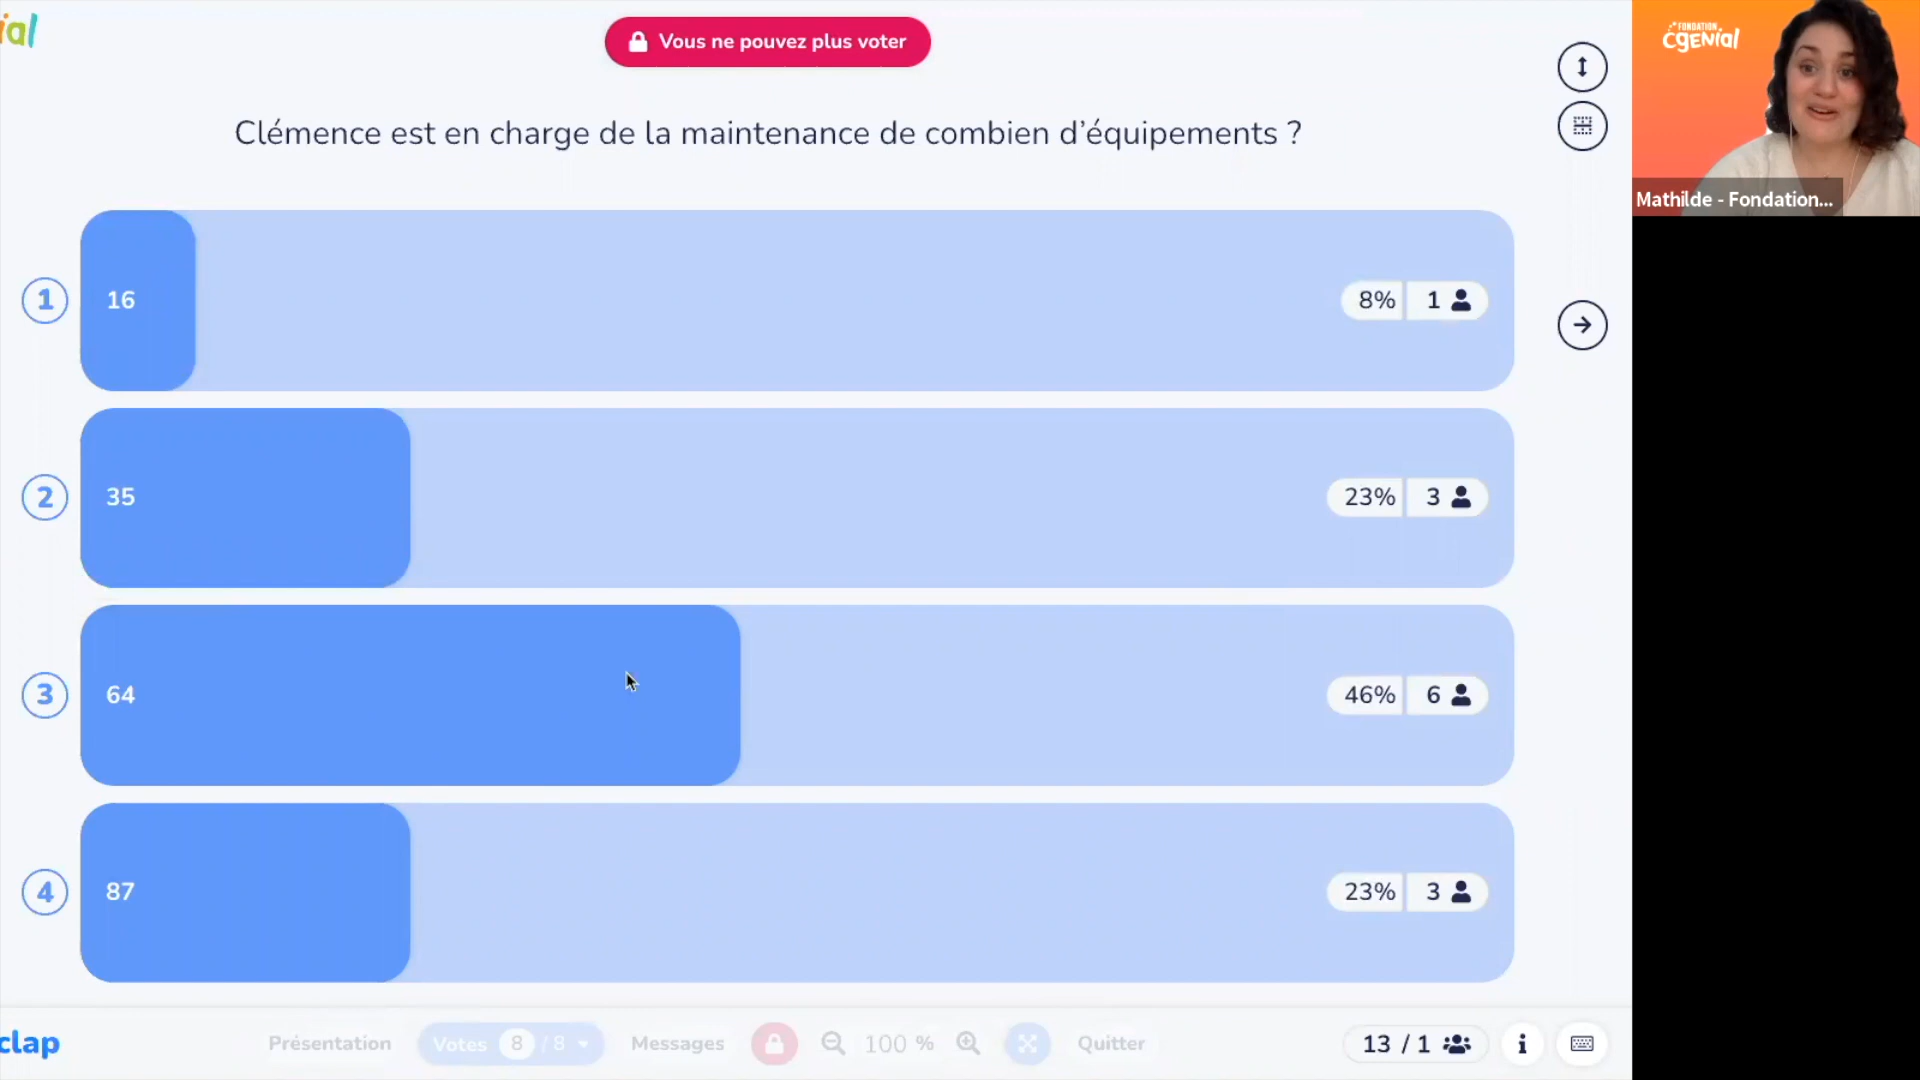 ial
Vous ne pouvez plus voter
FONDATION
CGENIAL
Clémence est en charge de la maintenance de combien d’équipements ?
Mathilde - Fondation...
1
16
8%
1
2
35
23%
3
3
64
46%
6
4
87
23%
3
clap
Présentation
Votes 8 / 8
Messages
100 %
Quitter
13 / 1
i